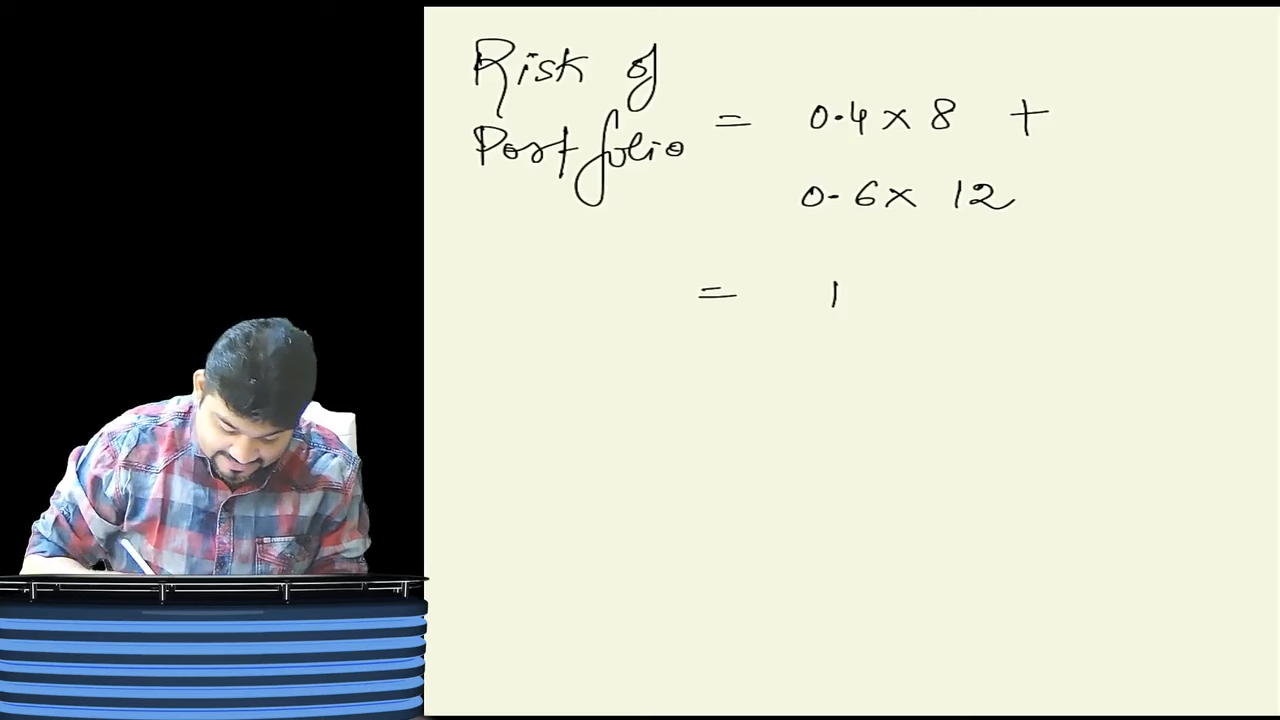 Risk of
Portfolio = 0.4 × 8 +
0.6 × 12
= 1